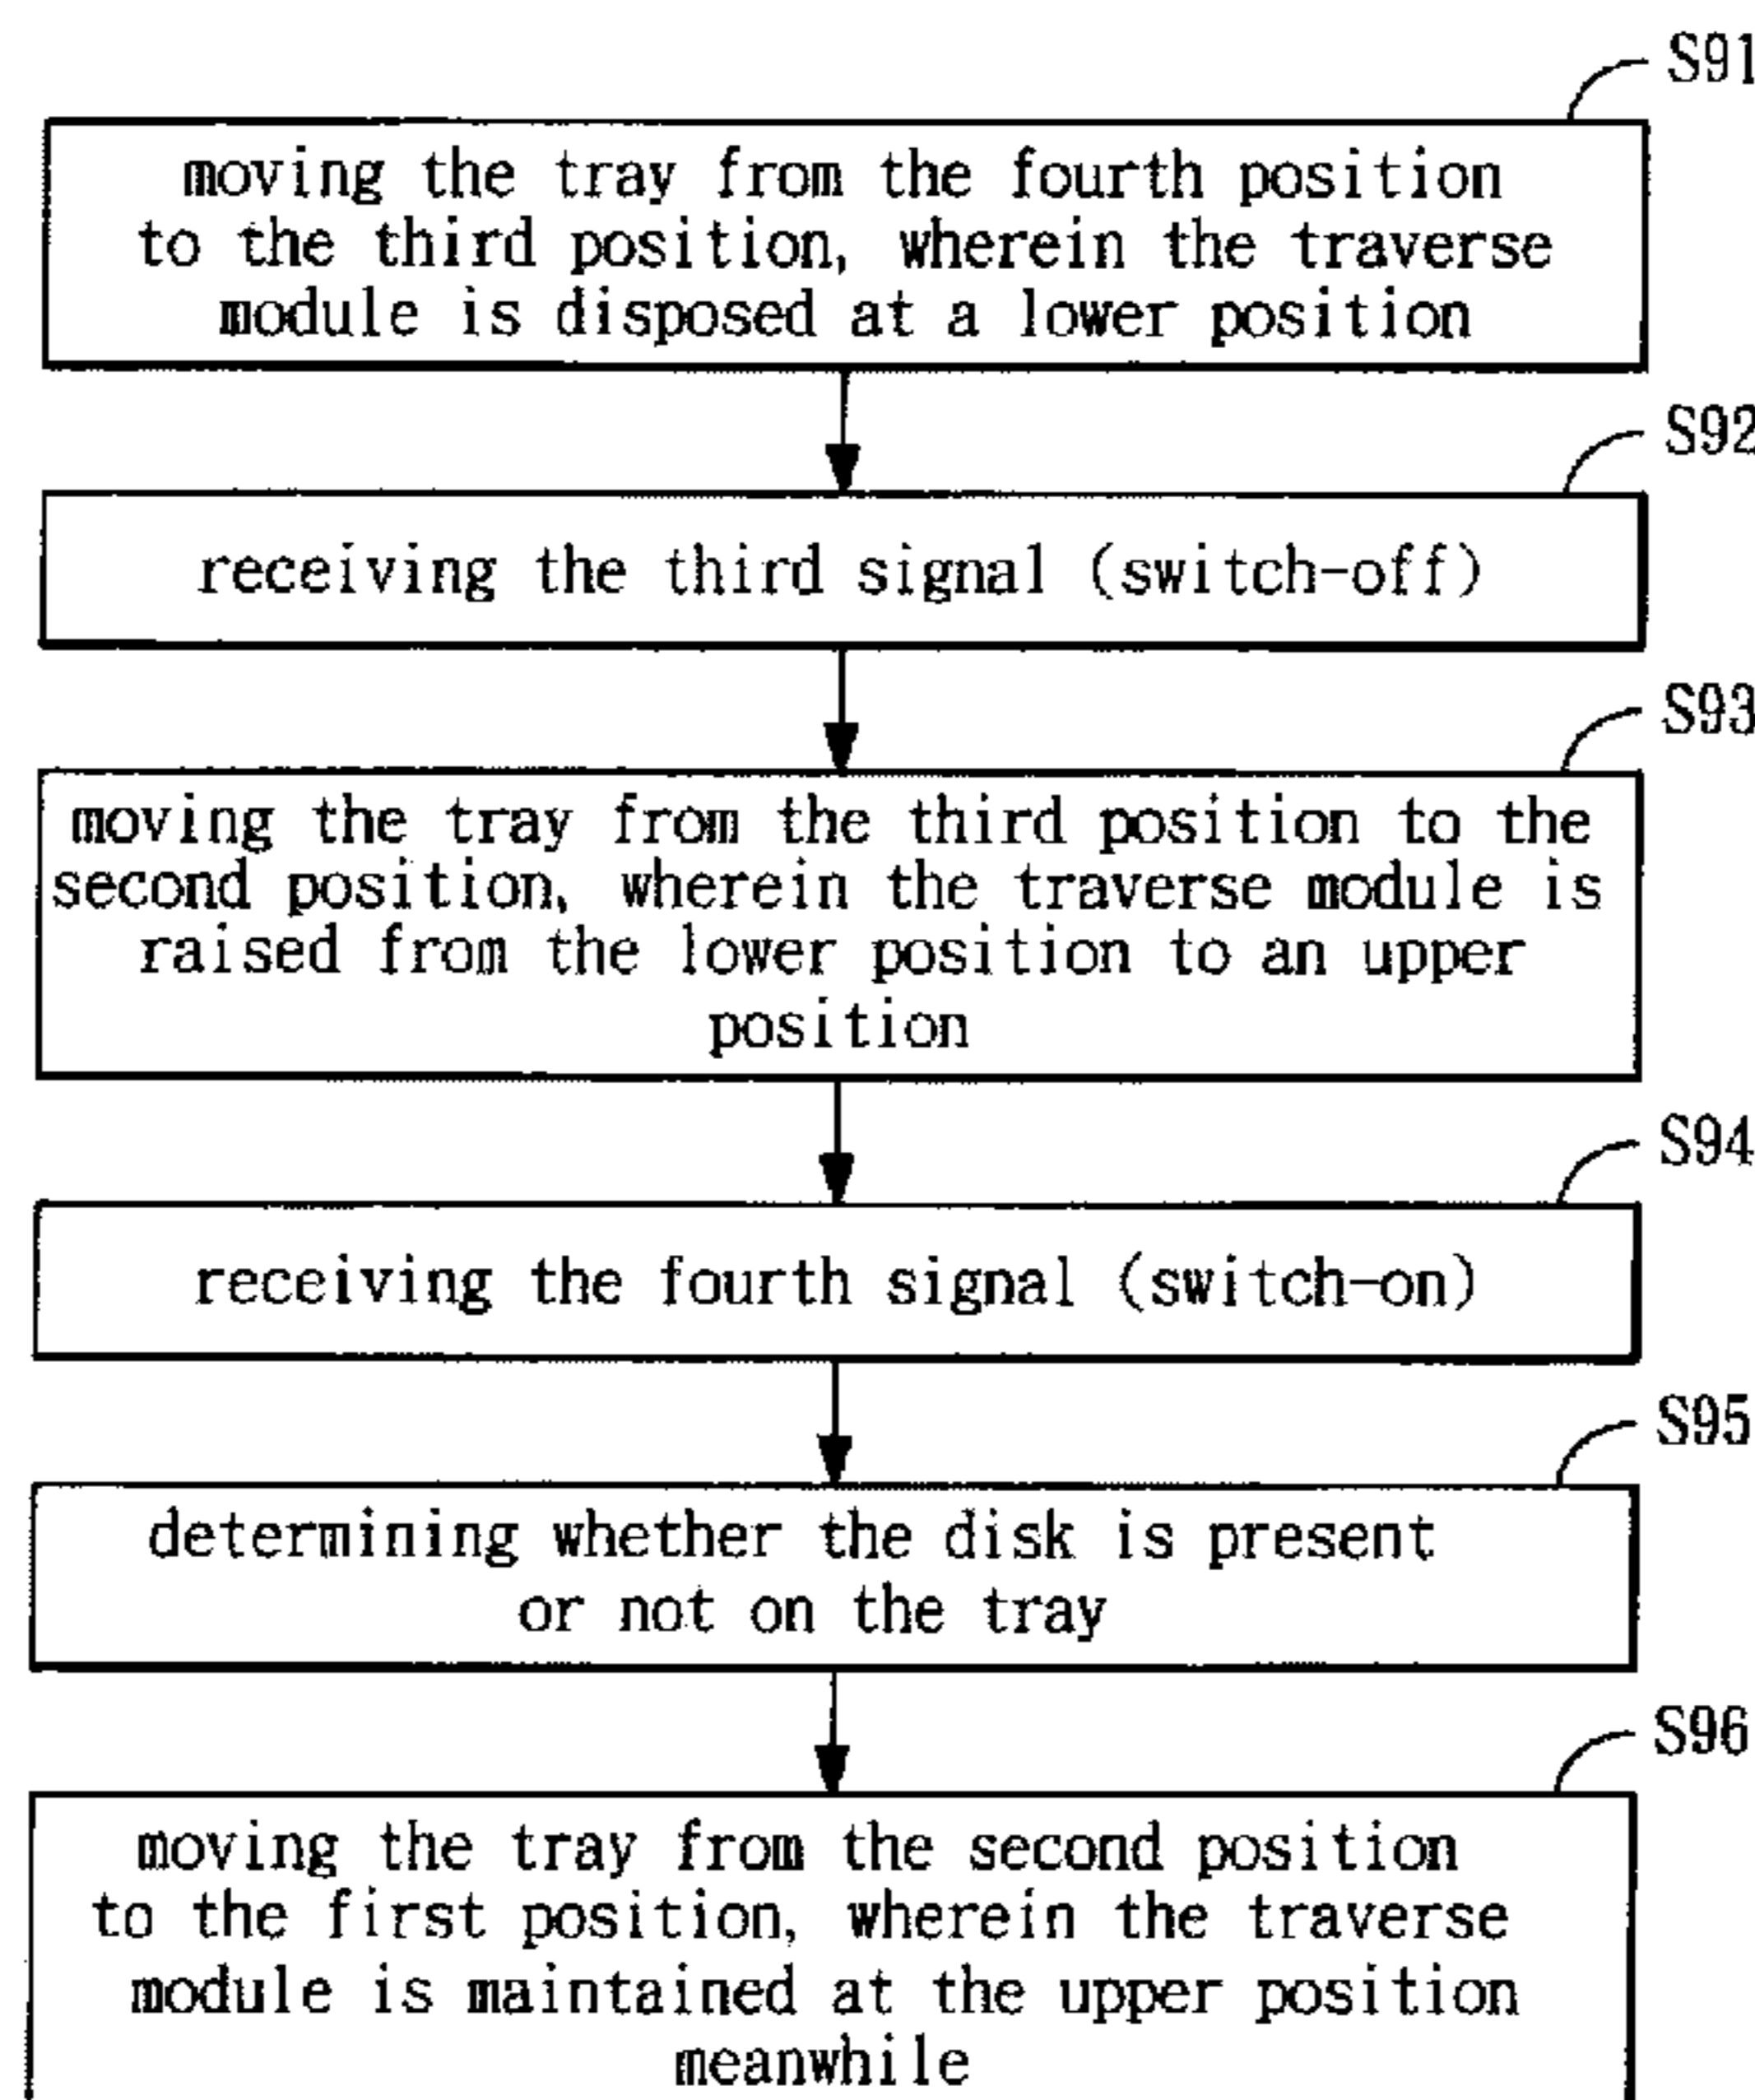 S91
moving the tray from the fourth position
to the third position, wherein the traverse
module is disposed at a lower position
S92
receiving the third signal (switch-off)
S93
moving the tray from the third position to the
second position, wherein the traverse module is
raised from the lower position to an upper
position
S94
receiving the fourth signal (switch-on)
S95
determining whether the disk is present
or not on the tray
S96
moving the tray from the second position
to the first position, wherein the traverse
module is maintained at the upper position
meanwhile